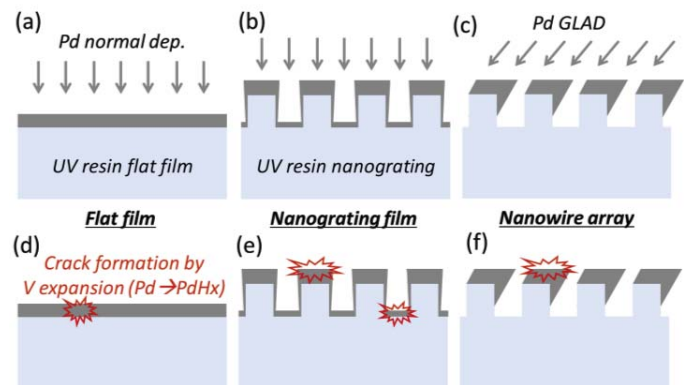 (a)
Pd normal dep.
UV resin flat film
(b)
UV resin nanograting
(c)
Pd GLAD
Flat film
Nanograting film
Nanowire array
(d)
Crack formation by
V expansion (Pd→PdHx)
(e)
(f)